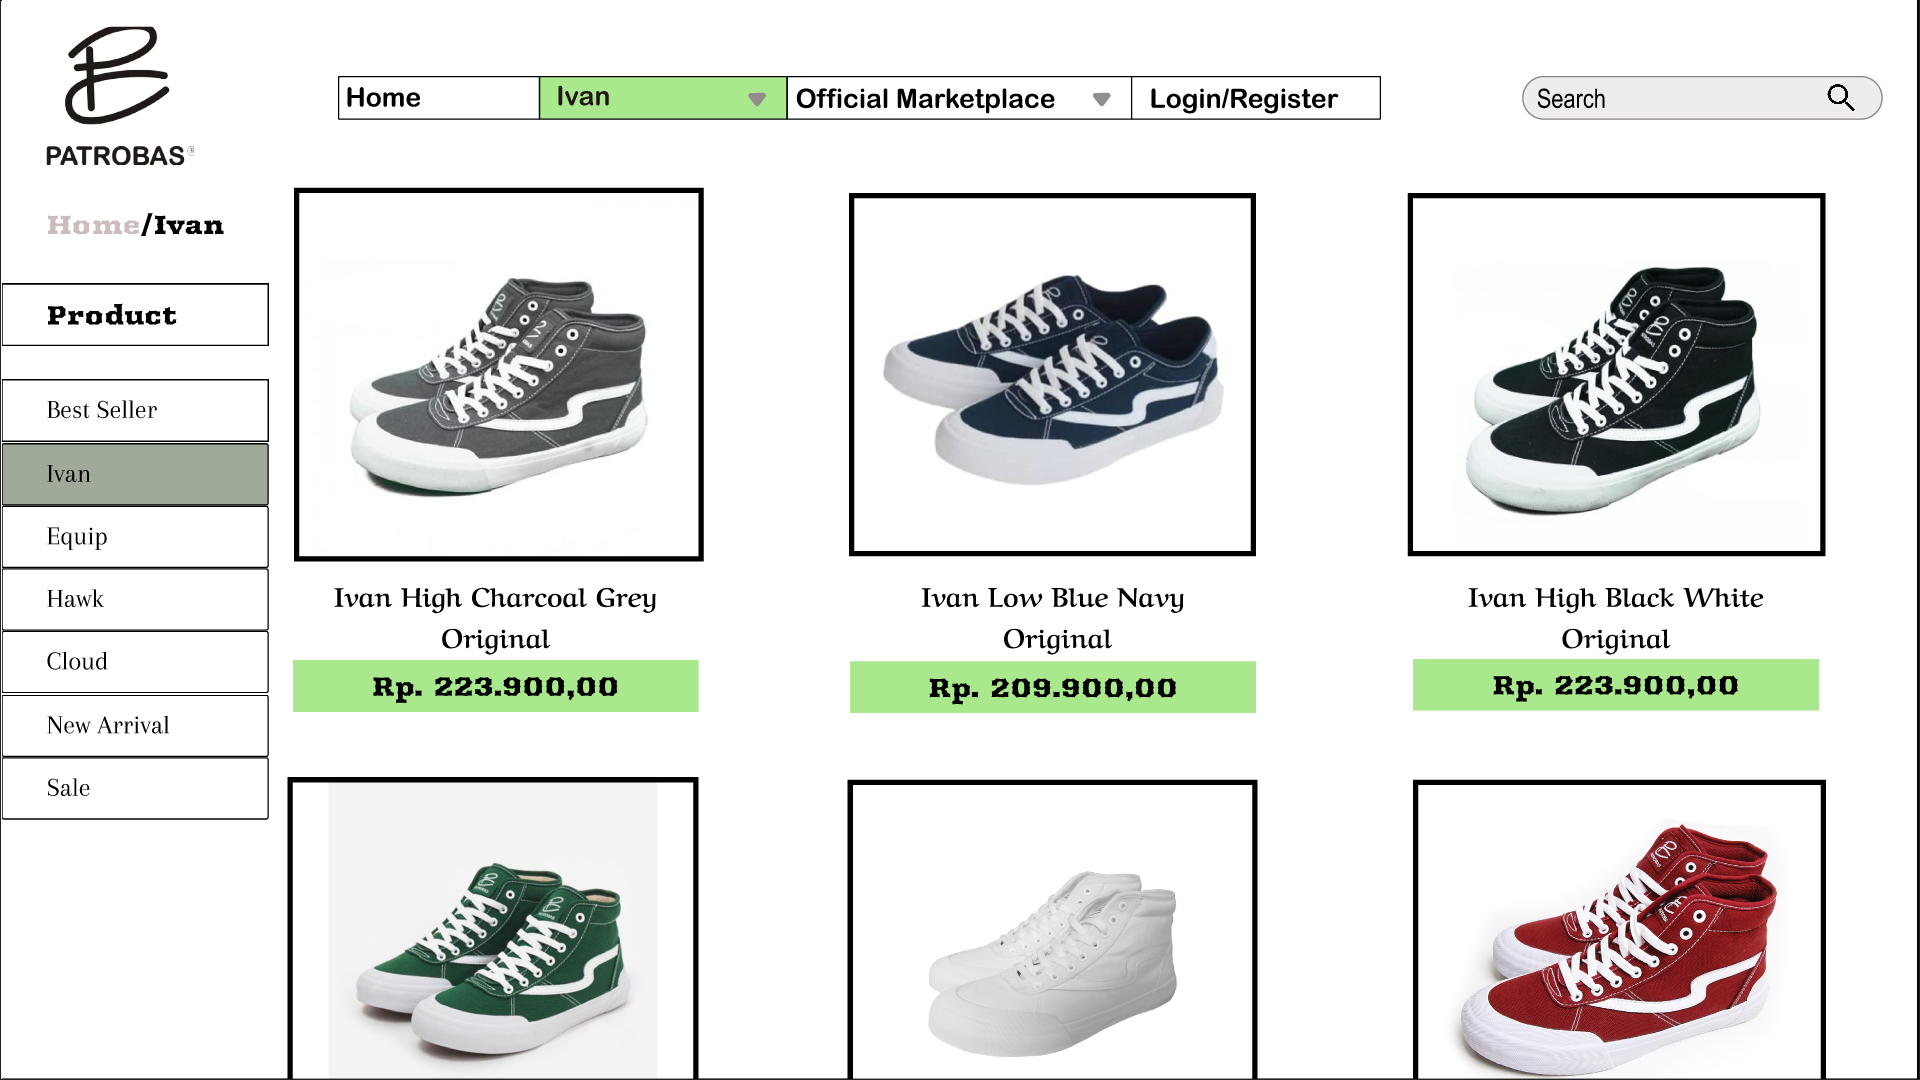 PATROBAS®
Home
Ivan
Official Marketplace
Login/Register
Search
Home/Ivan
Product
Best Seller
Ivan
Equip
Hawk
Cloud
New Arrival
Sale
Ivan High Charcoal Grey
Original
Rp. 223.900,00
Ivan Low Blue Navy
Original
Rp. 209.900,00
Ivan High Black White
Original
Rp. 223.900,00